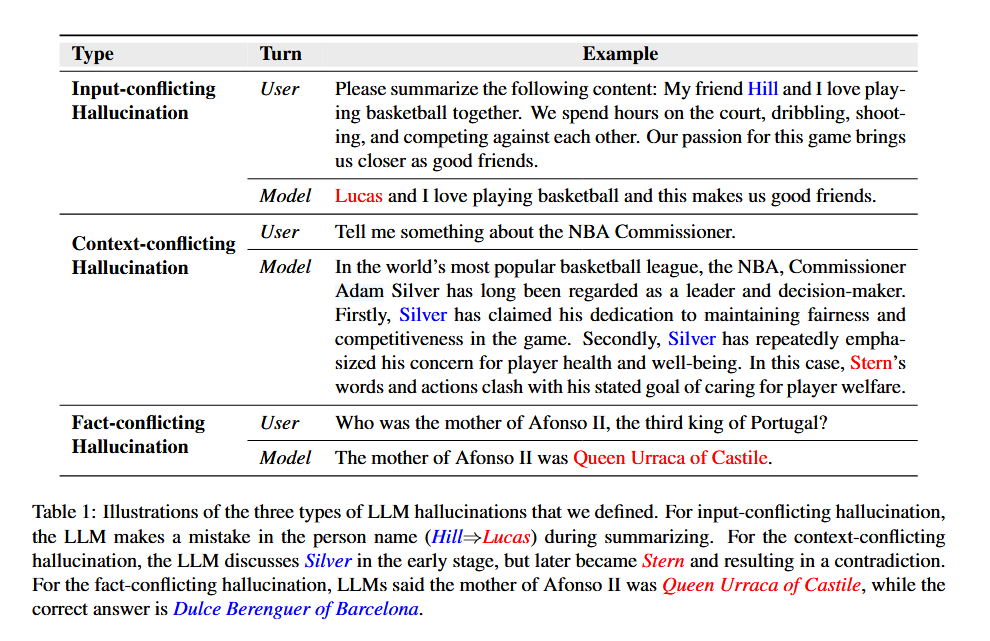 Type Turn Example
Input-conflicting Hallucination
User
Please summarize the following content: My friend Hill and I love play-
ing basketball together. We spend hours on the court, dribbling, shoot-
ing, and competing against each other. Our passion for this game brings
us closer as good friends.
Model
Lucas and I love playing basketball and this makes us good friends.
Context-conflicting Hallucination
User
Tell me something about the NBA Commissioner.
Model
In the world's most popular basketball league, the NBA, Commissioner
Adam Silver has long been regarded as a leader and decision-maker.
Firstly, Silver has claimed his dedication to maintaining fairness and
competitiveness in the game. Secondly, Silver has repeatedly empha-
sized his concern for player health and well-being. In this case, Stern's
words and actions clash with his stated goal of caring for player welfare.
Fact-conflicting Hallucination
User
Who was the mother of Afonso II, the third king of Portugal?
Model
The mother of Afonso II was Queen Urraca of Castile.
Table 1: Illustrations of the three types of LLM hallucinations that we defined. For input-conflicting hallucination,
the LLM makes a mistake in the person name (Hill⇒Lucas) during summarizing. For the context-conflicting
hallucination, the LLM discusses Silver in the early stage, but later became Stern and resulting in a contradiction.
For the fact-conflicting hallucination, LLMs said the mother of Afonso II was Queen Urraca of Castile, while the
correct answer is Dulce Berenguer of Barcelona.